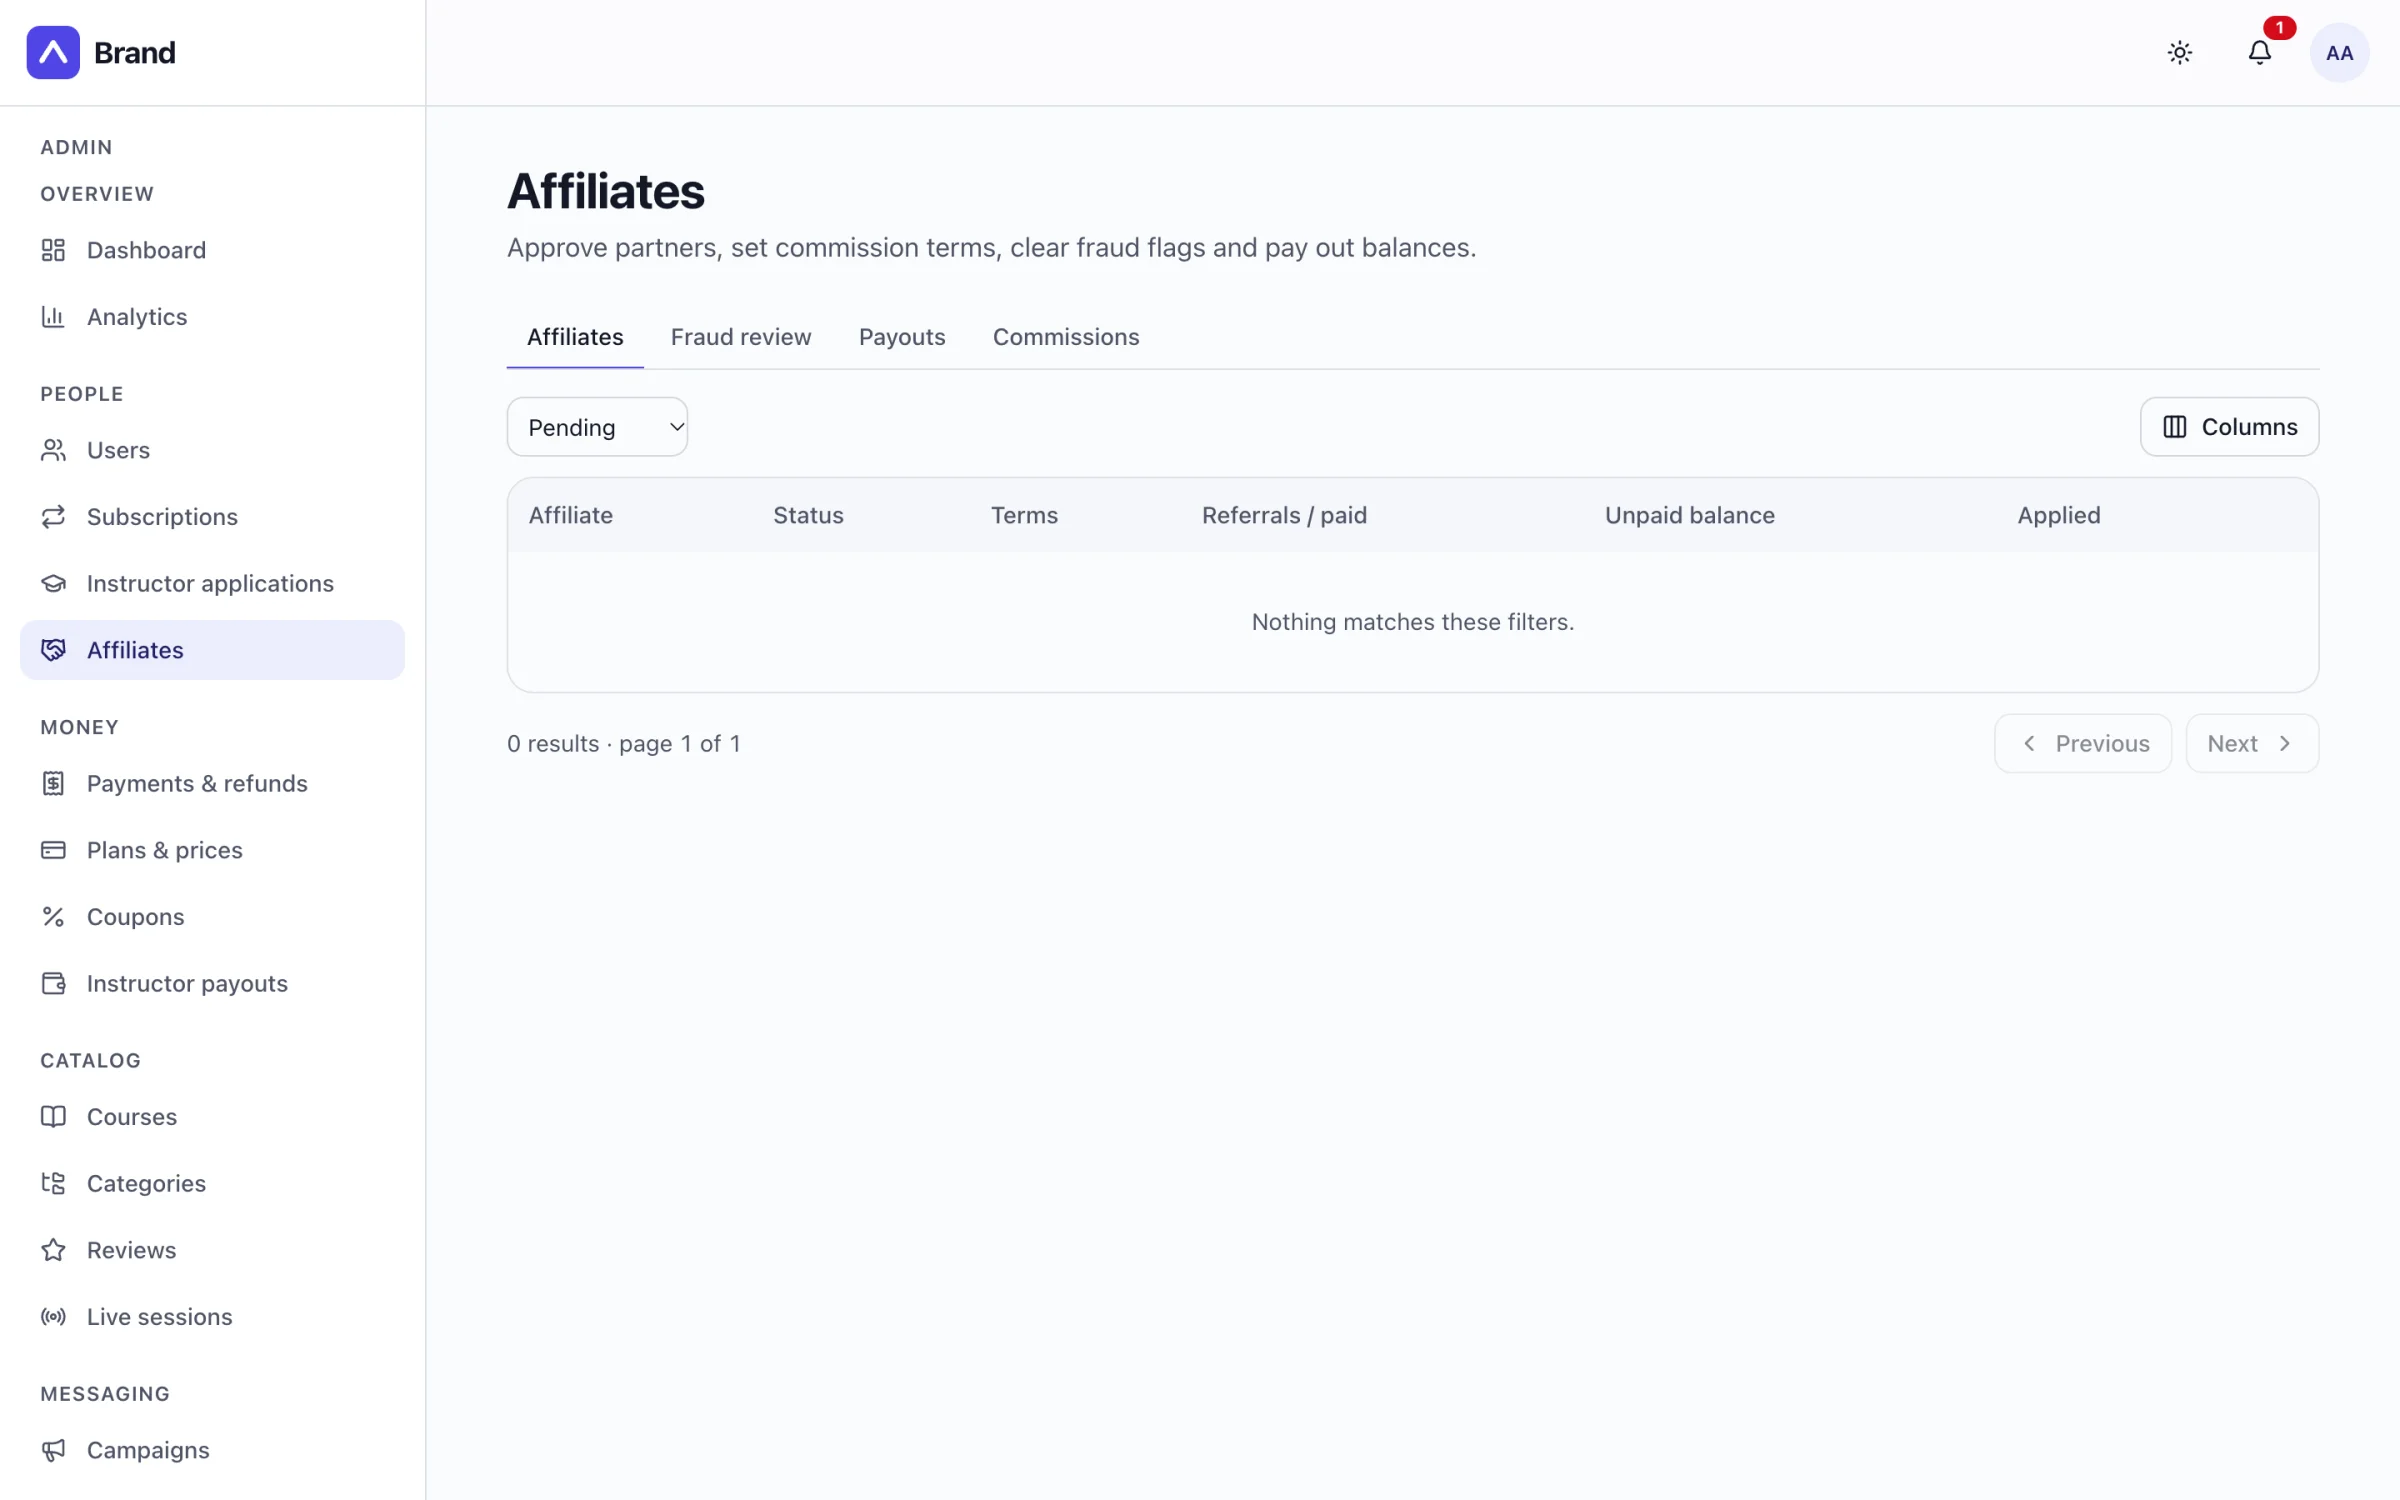 Brand
1
AA
ADMIN
OVERVIEW
Dashboard
Analytics
PEOPLE
Users
Subscriptions
Instructor applications
Affiliates
MONEY
Payments & refunds
Plans & prices
Coupons
Instructor payouts
CATALOG
Courses
Categories
Reviews
Live sessions
MESSAGING
Campaigns
Affiliates
Approve partners, set commission terms, clear fraud flags and pay out balances.
Affiliates Fraud review Payouts Commissions
Pending Columns
Affiliate Status Terms Referrals / paid Unpaid balance Applied
Nothing matches these filters.
0 results · page 1 of 1 Previous Next